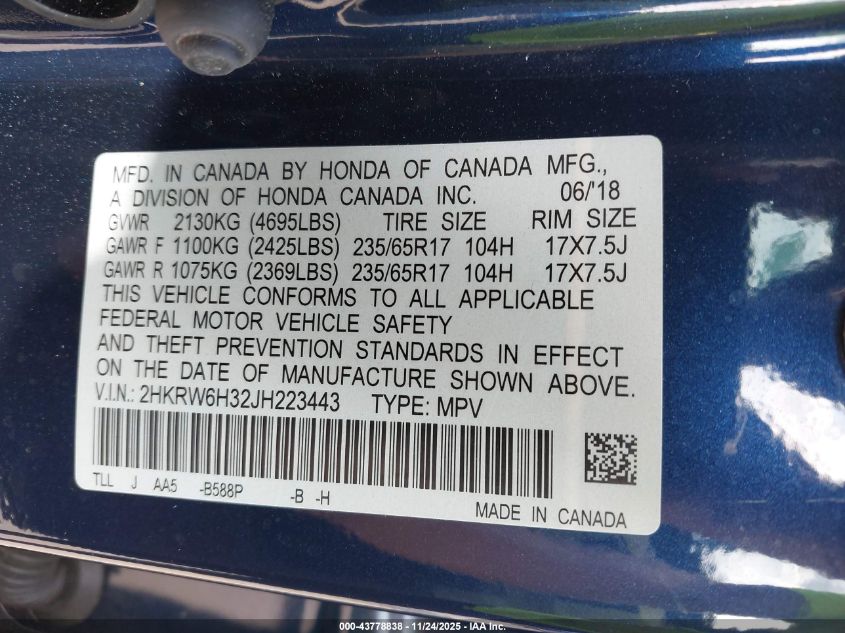 MFD. IN CANADA BY HONDA OF CANADA MFG.,
A DIVISION OF HONDA CANADA INC. 06/'18
GVWR 2130KG (4695LBS) TIRE SIZE RIM SIZE
GAWR F 1100KG (2425LBS) 235/65R17 104H 17X7.5J
GAWR R 1075KG (2369LBS) 235/65R17 104H 17X7.5J
THIS VEHICLE CONFORMS TO ALL APPLICABLE
FEDERAL MOTOR VEHICLE SAFETY
AND THEFT PREVENTION STANDARDS IN EFFECT
ON THE DATE OF MANUFACTURE SHOWN ABOVE.
V.I.N.: 2HKRW6H32JH223443 TYPE: MPV
TLL J AA5 -B588P -B -H
MADE IN CANADA
000-43778838 - 11/24/2025 - IAA Inc.